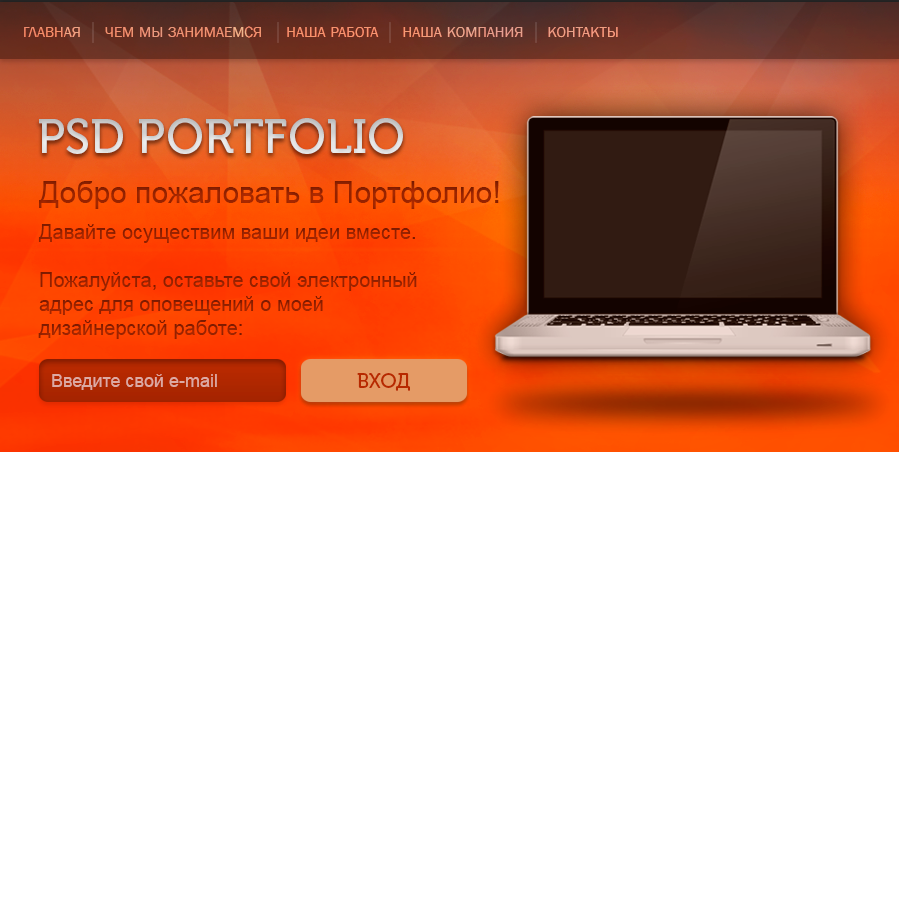 ГЛАВНАЯ
ЧЕМ МЫ ЗАНИМАЕМСЯ
НАША РАБОТА
НАША КОМПАНИЯ
КОНТАКТЫ
PSD PORTFOLIO
Добро пожаловать в Портфолио!
Давайте осуществим ваши идеи вместе.
Пожалуйста, оставьте свой электронный
адрес для оповещений о моей
дизайнерской работе:
Введите свой e-mail
ВХОД